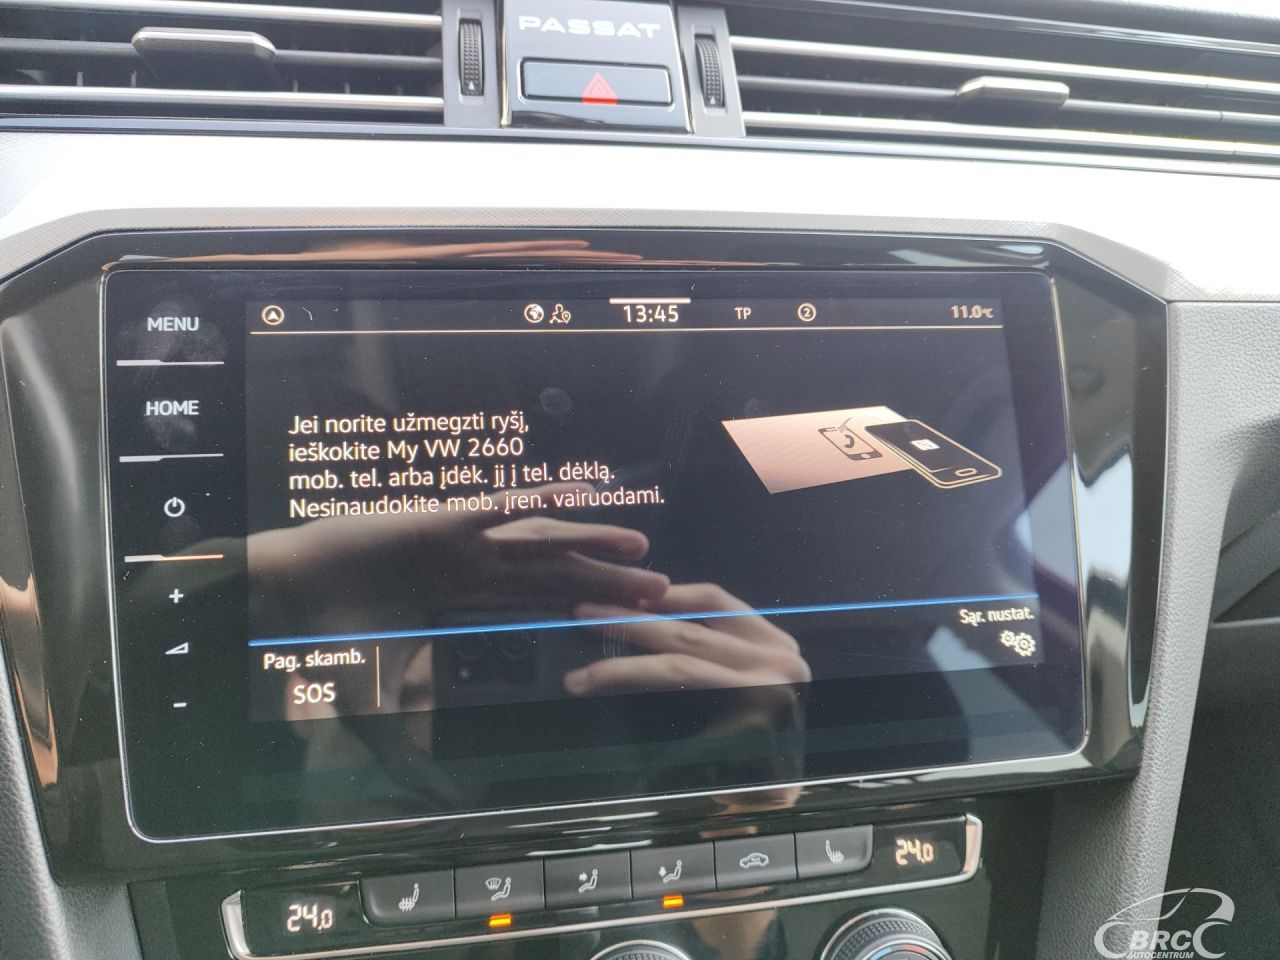 PASSAT
MENU
HOME
13:45
TP
2
11.0°C
Jei norite užmegzti ryšį,
ieškokite My VW 2660
mob. tel. arba įdėk. jį į tel. dėklą.
Nesinaudokite mob. įren. vairuodami.
Sąr. nustat.
Pag. skamb.
SOS
24.0
24.0
BRC
AUTOCENTRUM